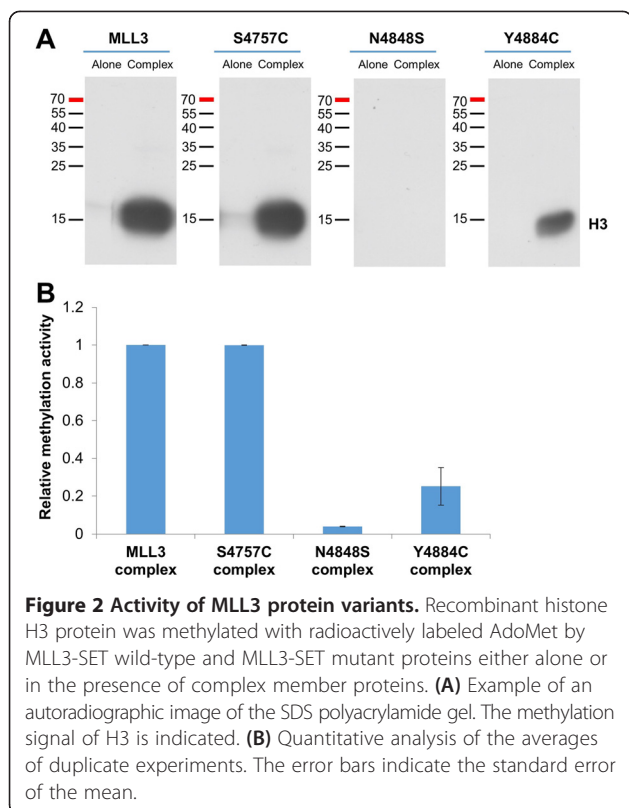 A
MLL3 S4757C N4848S Y4884C
Alone Complex Alone Complex Alone Complex Alone Complex
70 70 70 70
55 55 55 55
40 40 40 40
35 35 35 35
25 25 25 25
15 15 15 15 H3
B
Relative methylation activity
1.2
1
0.8
0.6
0.4
0.2
0
MLL3 S4757C N4848S Y4884C
complex complex complex complex
Figure 2 Activity of MLL3 protein variants. Recombinant histone
H3 protein was methylated with radioactively labeled AdoMet by
MLL3-SET wild-type and MLL3-SET mutant proteins either alone or
in the presence of complex member proteins. (A) Example of an
autoradiographic image of the SDS polyacrylamide gel. The methylation
signal of H3 is indicated. (B) Quantitative analysis of the averages
of duplicate experiments. The error bars indicate the standard error
of the mean.